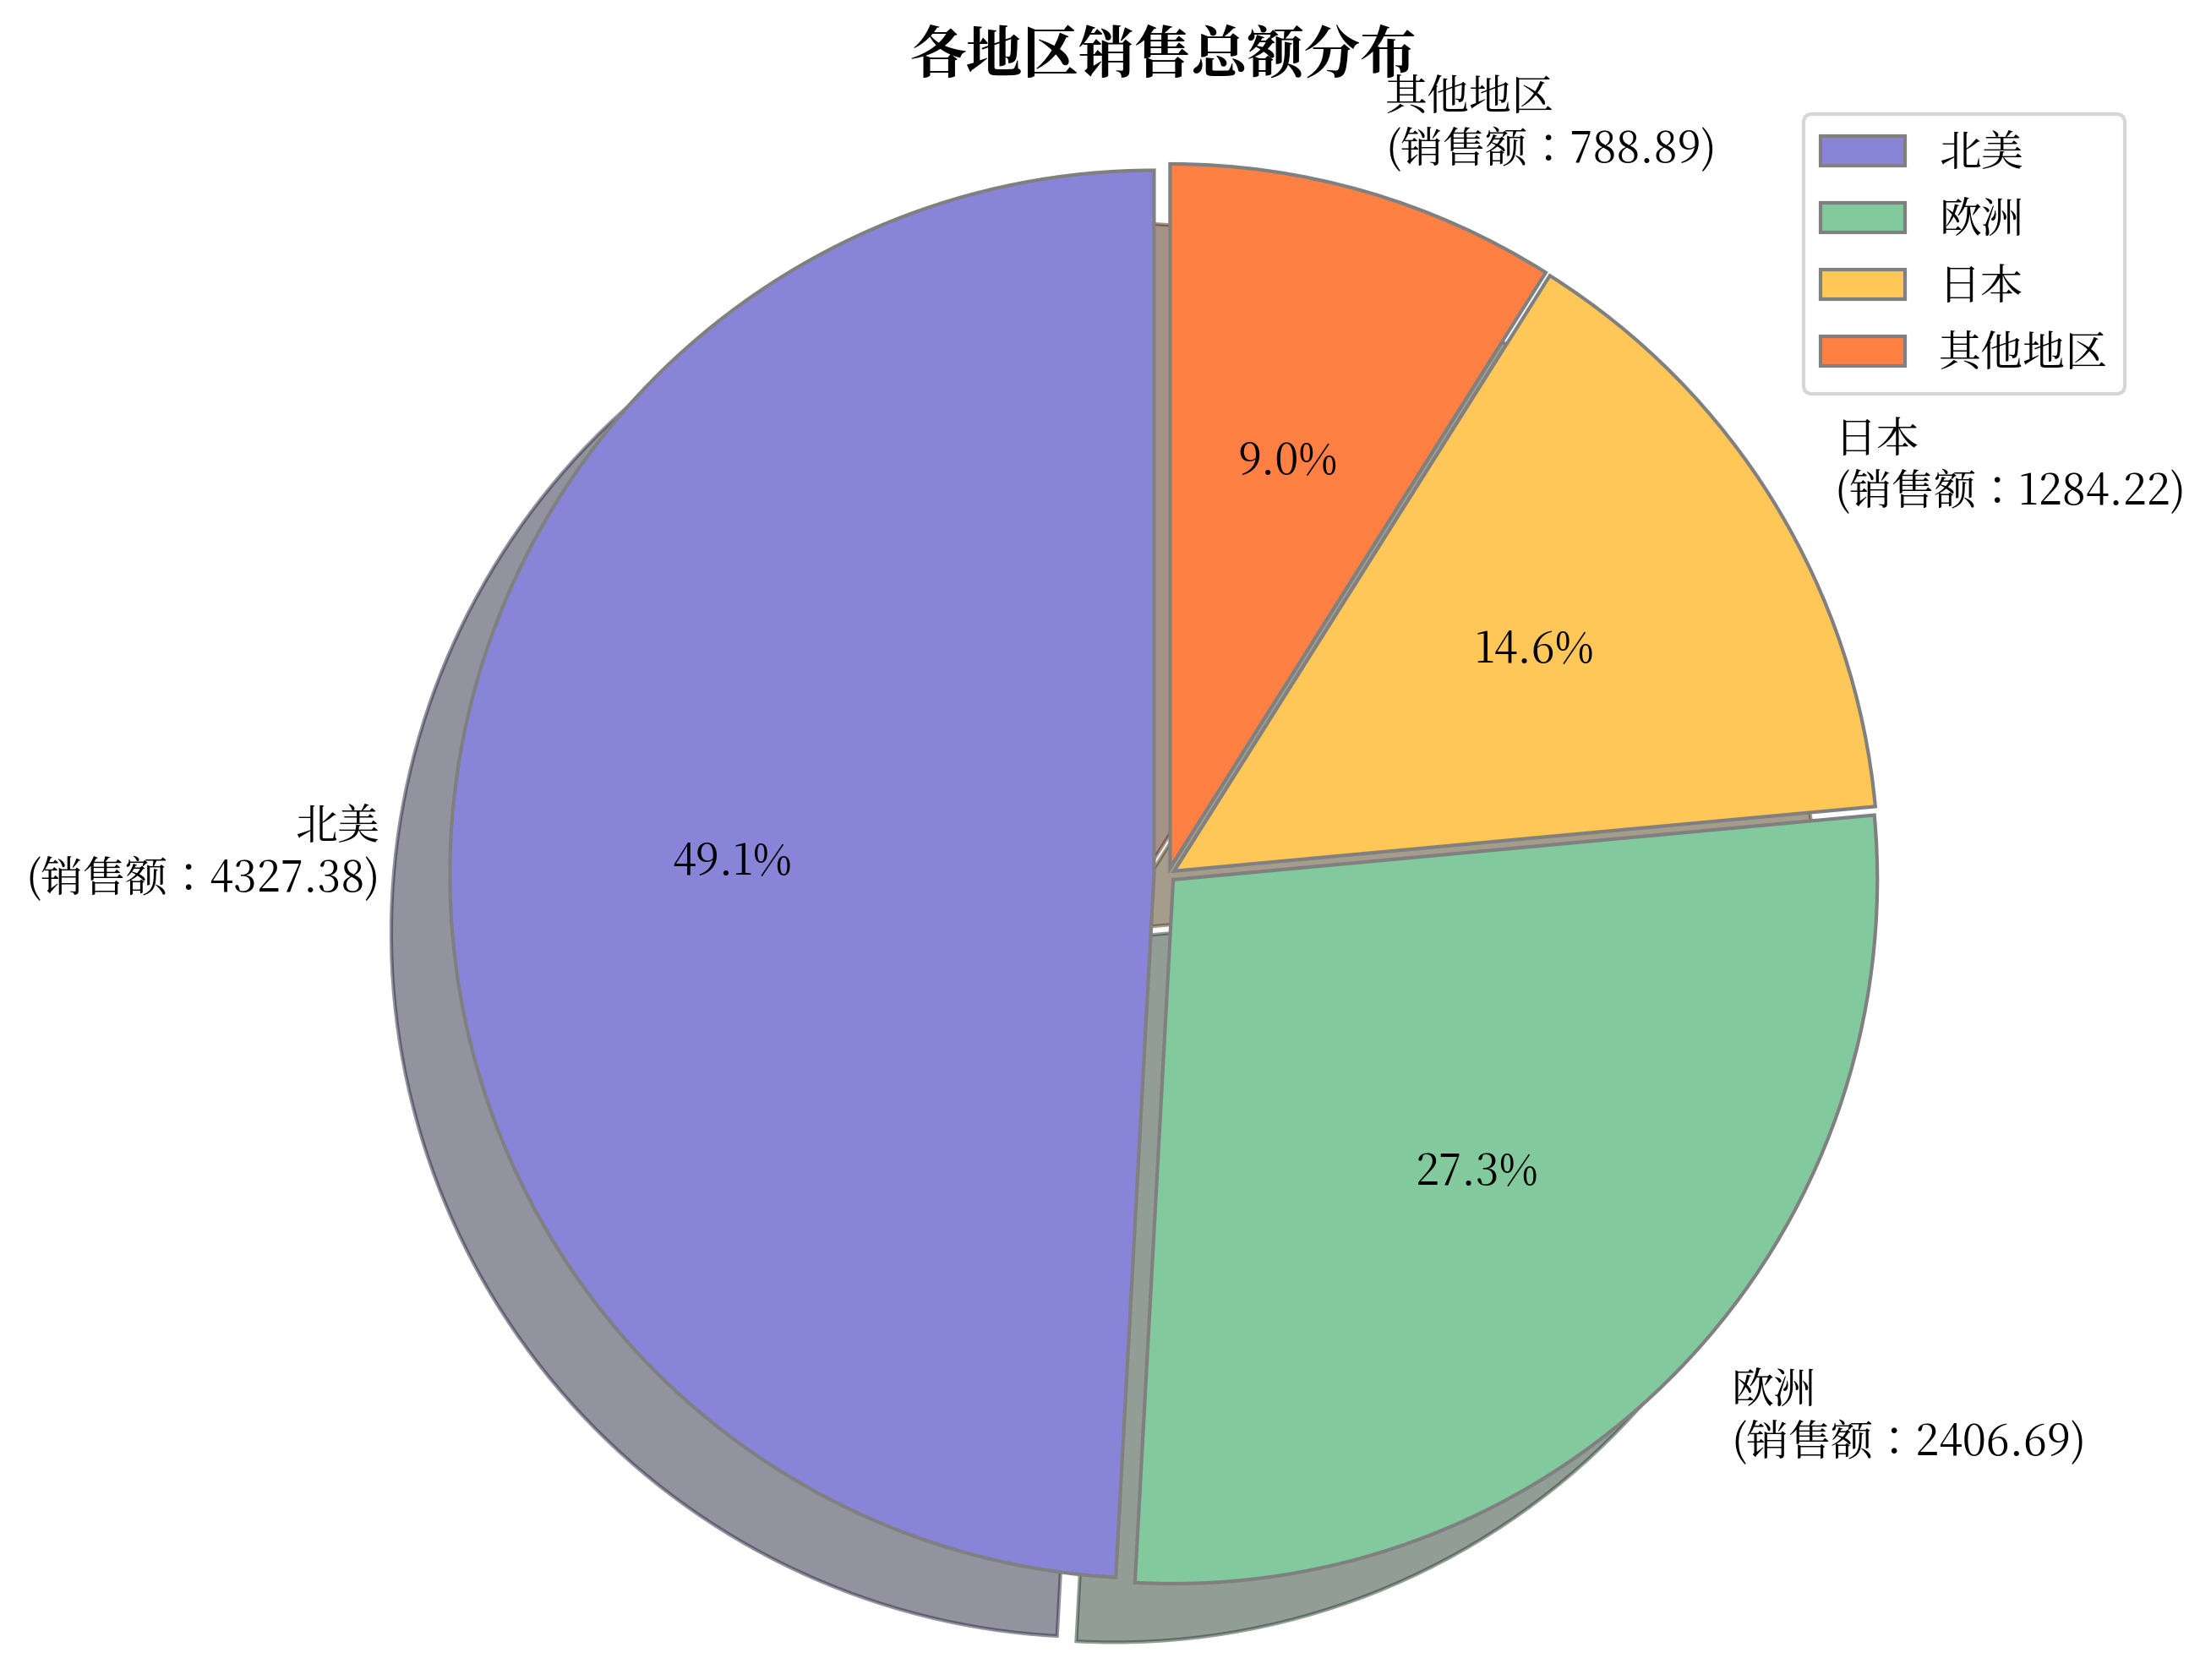 各地区销售总额分布
其他地区
(销售额：788.89)
北美
欧洲
日本
其他地区
日本
(销售额：1284.22)
9.0%
14.6%
北美
(销售额：4327.38)
49.1%
27.3%
欧洲
(销售额：2406.69)